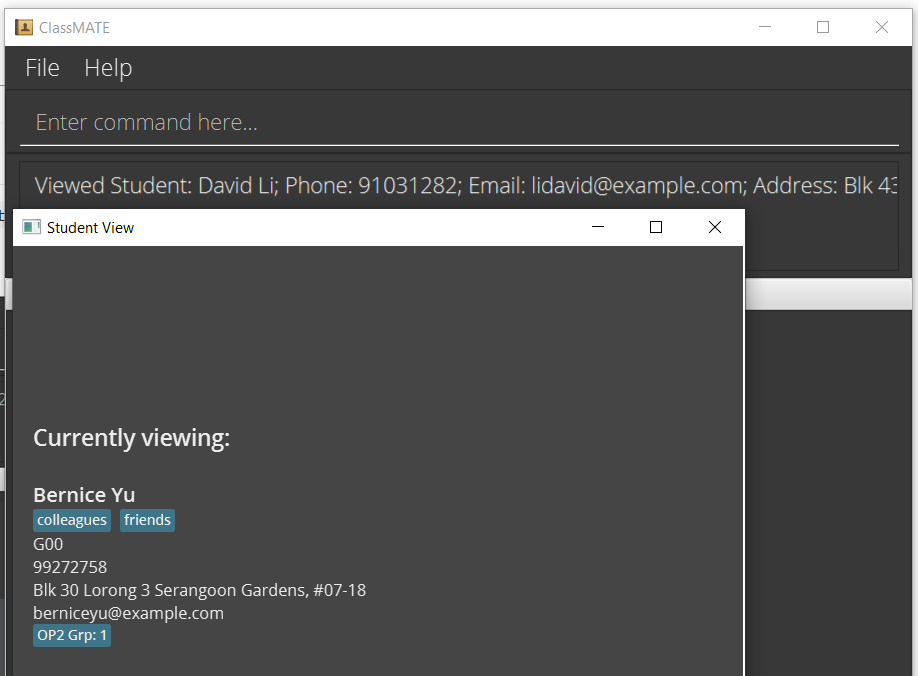 ClassMATE
File Help
Enter command here...
Viewed Student: David Li; Phone: 91031282; Email: lidavid@example.com; Address: Blk 43
Student View
Currently viewing:
Bernice Yu
colleagues friends
G00
99272758
Blk 30 Lorong 3 Serangoon Gardens, #07-18
berniceyu@example.com
OP2 Grp: 1